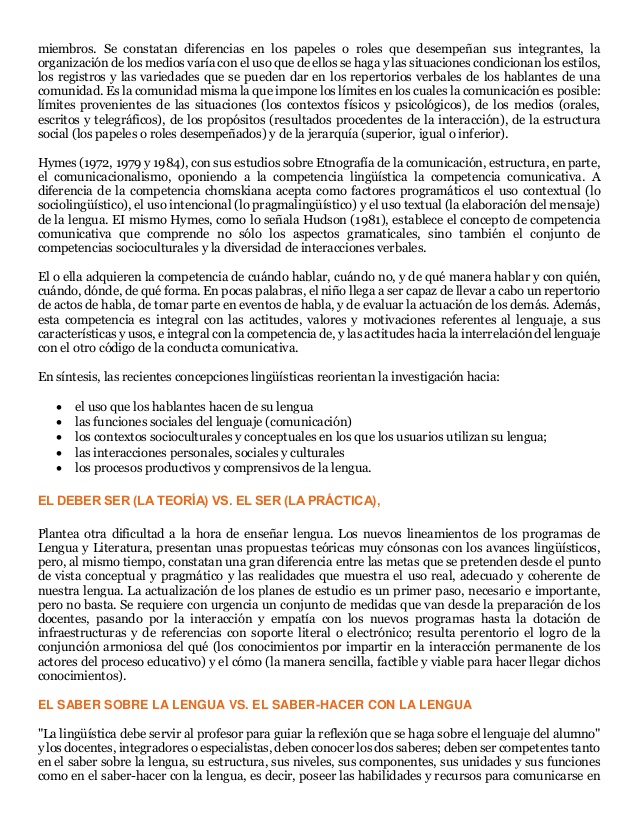 miembros. Se constatan diferencias en los papeles o roles que desempeñan sus integrantes, la
organización de los medios varía con el uso que de ellos se haga y las situaciones condicionan los estilos,
los registros y las variedades que se pueden dar en los repertorios verbales de los hablantes de una
comunidad. Es la comunidad misma la que impone los límites en los cuales la comunicación es posible:
límites provenientes de las situaciones (los contextos físicos y psicológicos), de los medios (orales,
escritos y telegráficos), de los propósitos (resultados procedentes de la interacción), de la estructura
social (los papeles o roles desempeñados) y de la jerarquía (superior, igual o inferior).
Hymes (1972, 1979 y 1984), con sus estudios sobre Etnografía de la comunicación, estructura, en parte,
el comunicacionalismo, oponiendo a la competencia lingüística la competencia comunicativa. A
diferencia de la competencia chomskiana acepta como factores programáticos el uso contextual (lo
sociolingüístico), el uso intencional (lo pragmalingüístico) y el uso textual (la elaboración del mensaje)
de la lengua. EI mismo Hymes, como lo señala Hudson (1981), establece el concepto de competencia
comunicativa que comprende no sólo los aspectos gramaticales, sino también el conjunto de
competencias socioculturales y la diversidad de interacciones verbales.
El o ella adquieren la competencia de cuándo hablar, cuándo no, y de qué manera hablar y con quién,
cuándo, dónde, de qué forma. En pocas palabras, el niño llega a ser capaz de llevar a cabo un repertorio
de actos de habla, de tomar parte en eventos de habla, y de evaluar la actuación de los demás. Además,
esta competencia es integral con las actitudes, valores y motivaciones referentes al lenguaje, a sus
características y usos, e integral con la competencia de, y las actitudes hacia la interrelación del lenguaje
con el otro código de la conducta comunicativa.
En síntesis, las recientes concepciones lingüísticas reorientan la investigación hacia:
• el uso que los hablantes hacen de su lengua
• las funciones sociales del lenguaje (comunicación)
• los contextos socioculturales y conceptuales en los que los usuarios utilizan su lengua;
• las interacciones personales, sociales y culturales
• los procesos productivos y comprensivos de la lengua.
EL DEBER SER (LA TEORÍA) VS. EL SER (LA PRÁCTICA),
Plantea otra dificultad a la hora de enseñar lengua. Los nuevos lineamientos de los programas de
Lengua y Literatura, presentan unas propuestas teóricas muy cónsonas con los avances lingüísticos,
pero, al mismo tiempo, constatan una gran diferencia entre las metas que se pretenden desde el punto
de vista conceptual y pragmático y las realidades que muestra el uso real, adecuado y coherente de
nuestra lengua. La actualización de los planes de estudio es un primer paso, necesario e importante,
pero no basta. Se requiere con urgencia un conjunto de medidas que van desde la preparación de los
docentes, pasando por la interacción y empatía con los nuevos programas hasta la dotación de
infraestructuras y de referencias con soporte literal o electrónico; resulta perentorio el logro de la
conjunción armoniosa del qué (los conocimientos por impartir en la interacción permanente de los
actores del proceso educativo) y el cómo (la manera sencilla, factible y viable para hacer llegar dichos
conocimientos).
EL SABER SOBRE LA LENGUA VS. EL SABER-HACER CON LA LENGUA
"La lingüística debe servir al profesor para guiar la reflexión que se haga sobre el lenguaje del alumno"
y los docentes, integradores o especialistas, deben conocer los dos saberes; deben ser competentes tanto
en el saber sobre la lengua, su estructura, sus niveles, sus componentes, sus unidades y sus funciones
como en el saber-hacer con la lengua, es decir, poseer las habilidades y recursos para comunicarse en